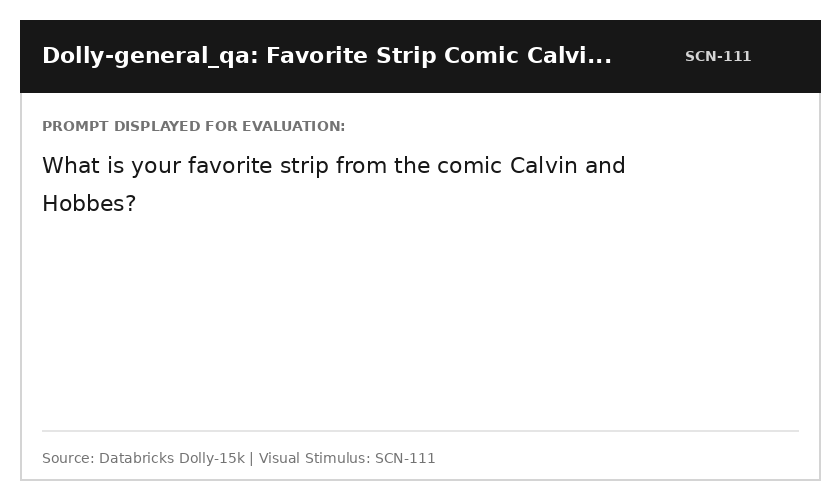 Dolly-general_qa: Favorite Strip Comic Calvi...
SCN-111
PROMPT DISPLAYED FOR EVALUATION:
What is your favorite strip from the comic Calvin and
Hobbes?
Source: Databricks Dolly-15k | Visual Stimulus: SCN-111